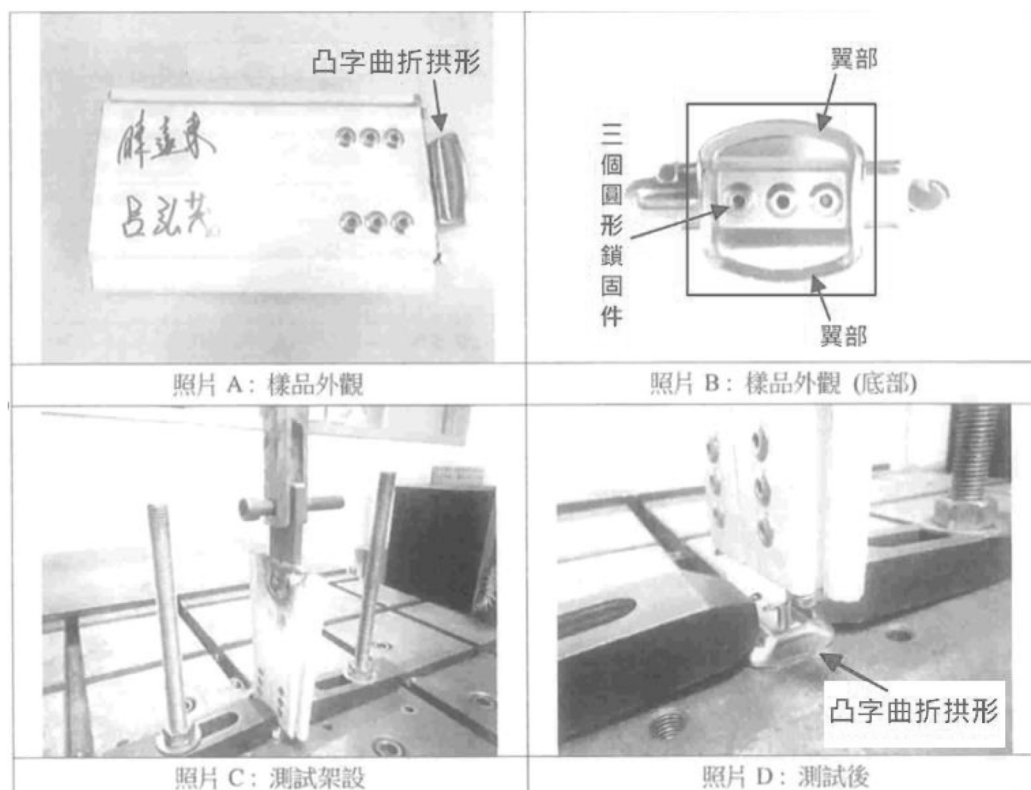 凸字曲折拱形
翼部
三個圓形鎖固件
翼部
照片 A：樣品外觀
照片 B：樣品外觀 (底部)
凸字曲折拱形
照片 C：測試架設
照片 D：測試後